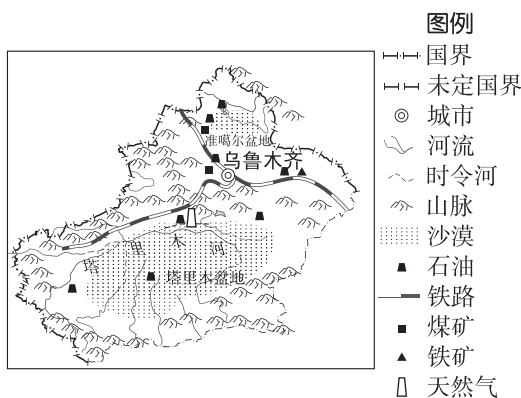 图例
国界
未定国界
城市
河流
时令河
山脉
沙漠
石油
铁路
煤矿
铁矿
天然气
准噶尔盆地
乌鲁木齐
塔里木河
塔里木盆地